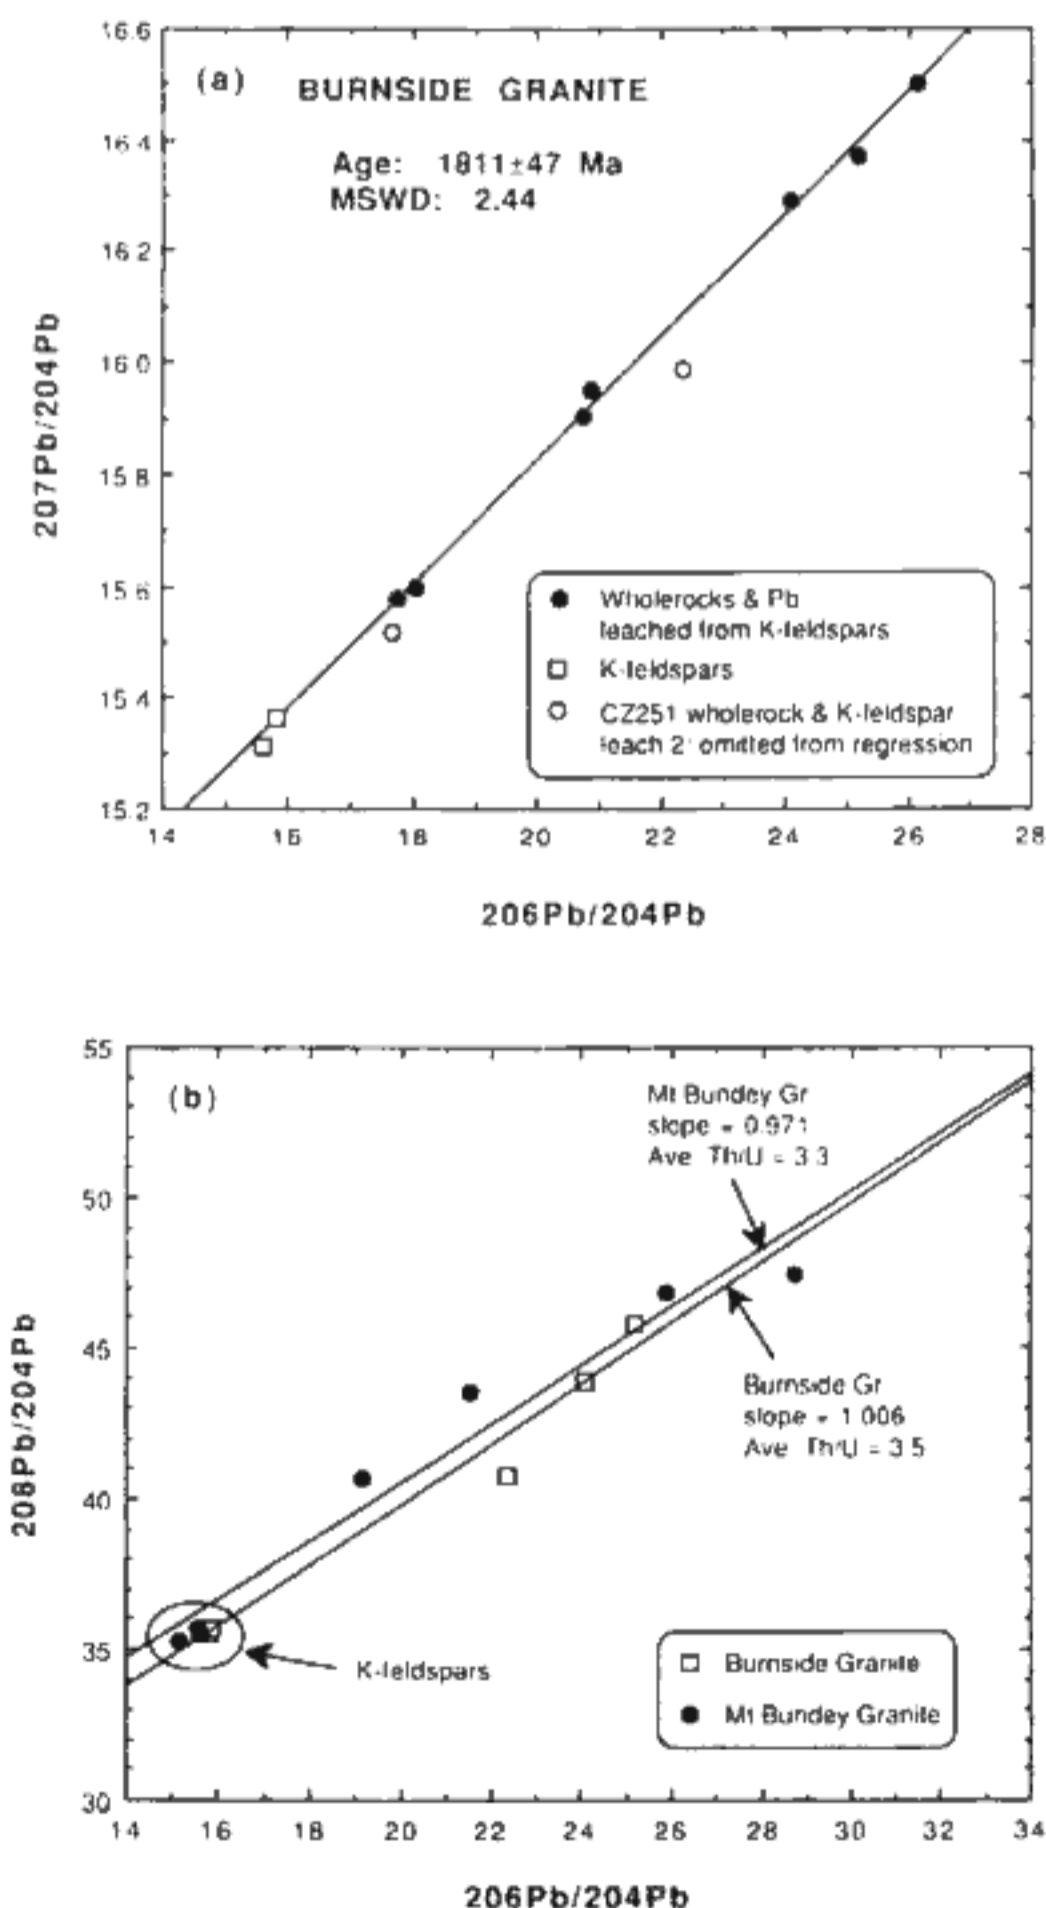 16.6
(a)
BURNSIDE GRANITE
16.4
Age: 1811±47 Ma
MSWD: 2.44
16.2
16.0
15.8
15.6
15.4
15.2
207Pb/204Pb
Wholerocks & Pb
leached from K-feldspars
K-feldspars
CZ251 wholerock & K-feldspar
leach 2: omitted from regression
14 16 18 20 22 24 26 28
206Pb/204Pb
55
(b)
Mt Bundey Gr
slope = 0.971
Ave Th/U = 3.3
50
45
40
35
30
208Pb/204Pb
Burnside Gr
slope = 1.006
Ave Th/U = 3.5
K-feldspars
Burnside Granite
Mt Bundey Granite
14 16 18 20 22 24 26 28 30 32 34
206Pb/204Pb